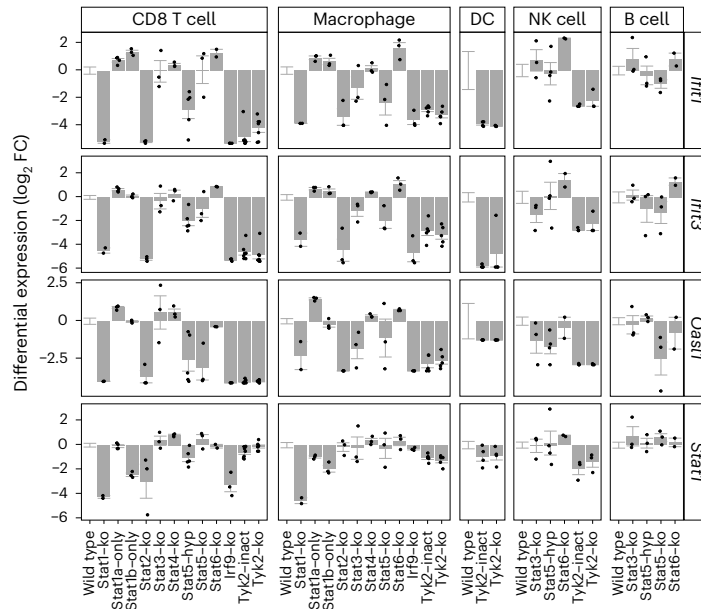 CD8 T cell
Macrophage
DC
NK cell
B cell
Differential expression (log2 FC)
2
0
−2
−4
Ifit1
2
0
−2
−4
−6
Ifit3
2.5
0
−2.5
Oas1
2
0
−2
−4
−6
Stat1
Wild type
Stat1−ko
Stat1a−only
Stat1b−only
Stat2−ko
Stat3−ko
Stat4−ko
Stat5−hyp
Stat5−ko
Stat6−ko
Irf9−ko
Tyk2−inact
Tyk2−ko
Wild type
Stat1−ko
Stat1a−only
Stat1b−only
Stat2−ko
Stat3−ko
Stat4−ko
Stat5−ko
Stat6−ko
Irf9−ko
Tyk2−inact
Tyk2−ko
Wild type
Tyk2−inact
Tyk2−ko
Wild type
Stat3−ko
Stat5−hyp
Stat6−ko
Tyk2−inact
Tyk2−ko
Wild type
Stat3−ko
Stat5−hyp
Stat5−ko
Stat6−ko